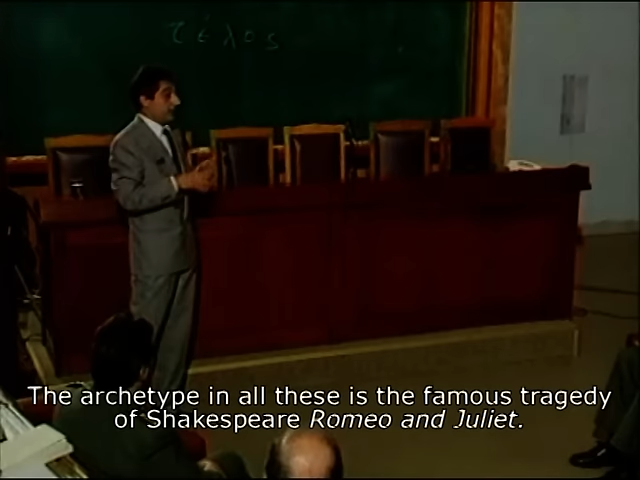 τέλος
The archetype in all these is the famous tragedy
of Shakespeare Romeo and Juliet.